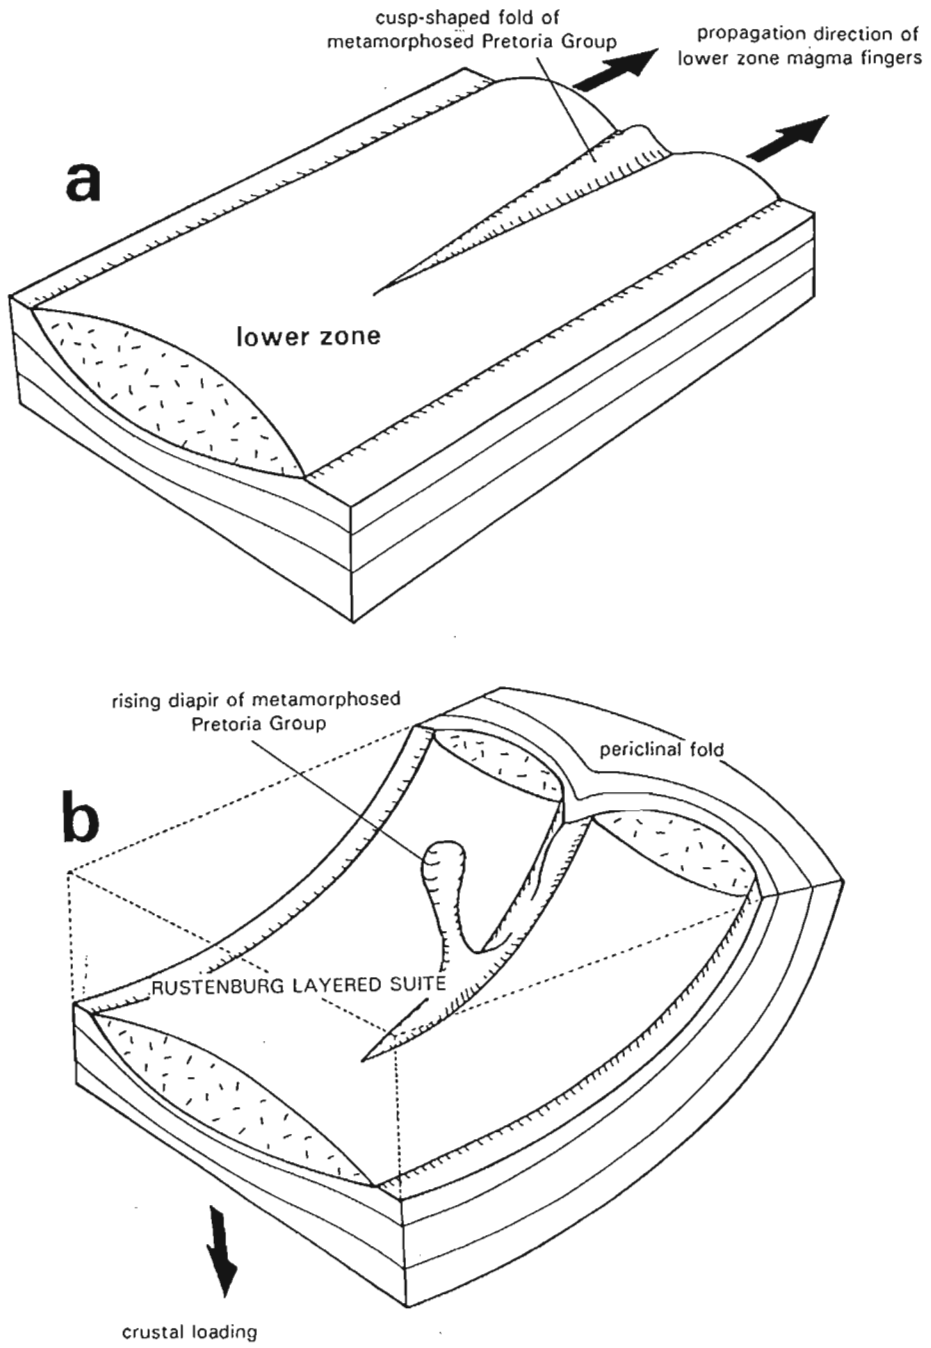 cusp-shaped fold of
metamorphosed Pretoria Group
propagation direction of
lower zone magma fingers
a
lower zone
rising diapir of metamorphosed
Pretoria Group
periclinal fold
b
RUSTENBURG LAYERED SUITE
crustal loading